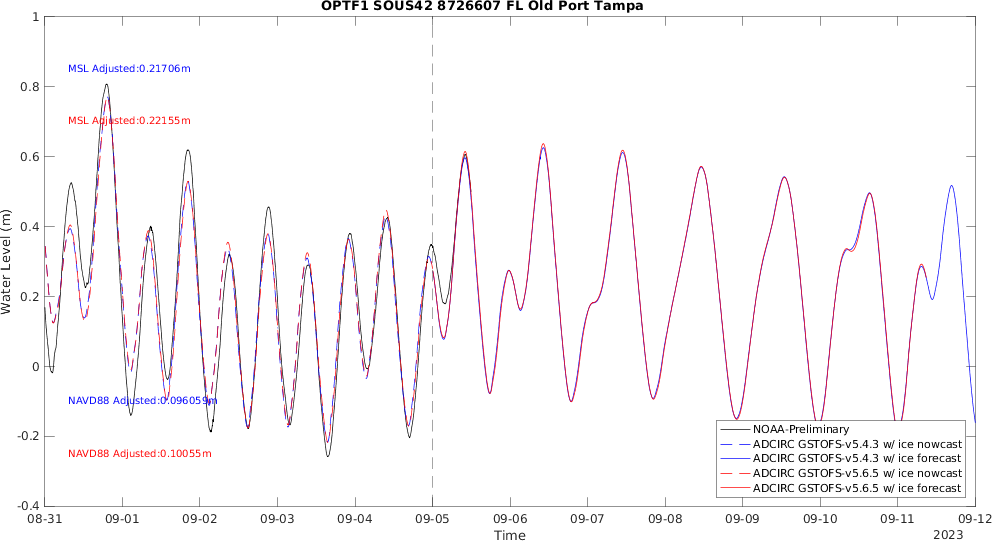 OPTF1 SOUS42 8726607 FL Old Port Tampa
1
0.8
0.6
0.4
0.2
0
-0.2
-0.4
Water Level (m)
MSL Adjusted:0.21706m
MSL Adjusted:0.22155m
NAVD88 Adjusted:0.096059m
NAVD88 Adjusted:0.10055m
NOAA-Preliminary
ADCIRC GSTOFS-v5.4.3 w/ ice nowcast
ADCIRC GSTOFS-v5.4.3 w/ ice forecast
ADCIRC GSTOFS-v5.6.5 w/ ice nowcast
ADCIRC GSTOFS-v5.6.5 w/ ice forecast
08-31 09-01 09-02 09-03 09-04 09-05 09-06 09-07 09-08 09-09 09-10 09-11 09-12
Time
2023